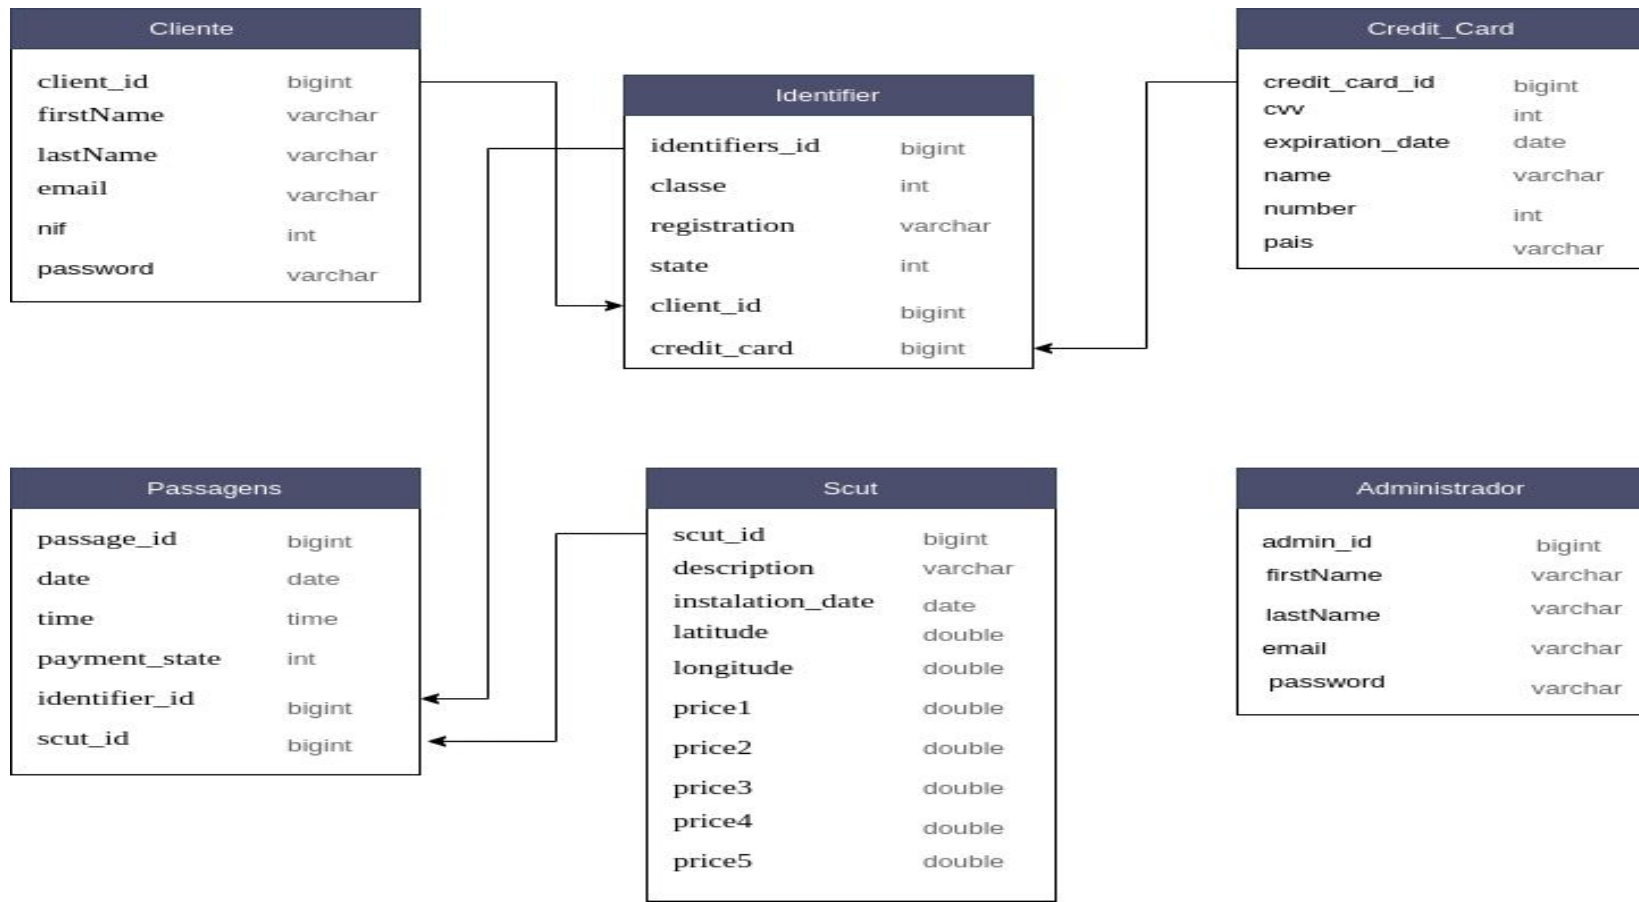 Cliente
client_id bigint
firstName varchar
lastName varchar
email varchar
nif int
password varchar
Identifier
identifiers_id bigint
classe int
registration varchar
state int
client_id bigint
credit_card bigint
Credit_Card
credit_card_id bigint
cvv int
expiration_date date
name varchar
number int
pais varchar
Passagens
passage_id bigint
date date
time time
payment_state int
identifier_id bigint
scut_id bigint
Scut
scut_id bigint
description varchar
instalation_date date
latitude double
longitude double
price1 double
price2 double
price3 double
price4 double
price5 double
Administrador
admin_id bigint
firstName varchar
lastName varchar
email varchar
password varchar